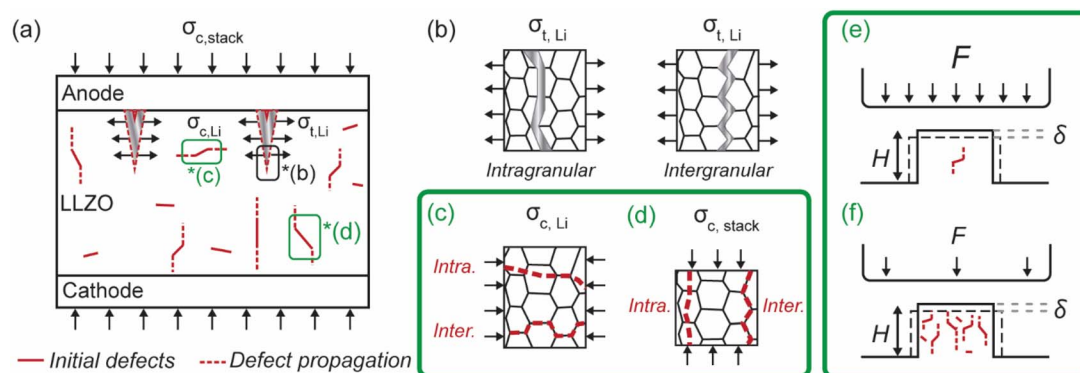 (a)
σc,stack
Anode
σc,Li
σt,Li
*(c)
*(b)
LLZO
*(d)
Cathode
Initial defects
Defect propagation
(b)
σt, Li
σt, Li
Intragranular
Intergranular
(c)
σc, Li
Intra.
Inter.
(d)
σc, stack
Intra.
Inter.
(e)
F
H
δ
(f)
F
H
δ